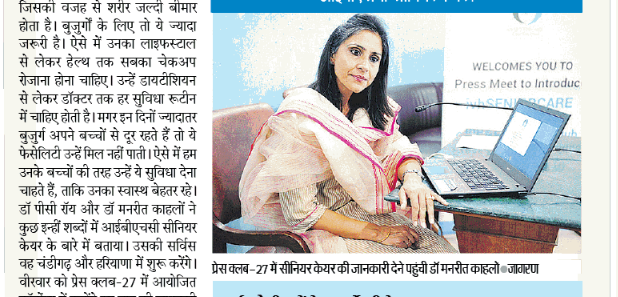 जिसकी वजह से शरीर जल्दी बीमार
होता है। बुजुर्गों के लिए तो ये ज्यादा
जरूरी है। ऐसे में उनका लाइफस्टाल
से लेकर हेल्थ तक सबका चेकअप
रोजाना होना चाहिए। उन्हें डायटीशियन
से लेकर डॉक्टर तक हर सुविधा रूटीन
में चाहिए होती है। मगर इन दिनों ज्यादातर
बुजुर्ग अपने बच्चों से दूर रहते हैं तो ये
फेसेलिटी उन्हें मिल नहीं पाती। ऐसे में हम
उनके बच्चों की तरह उन्हें ये सुविधा देना
चाहते हैं, ताकि उनका स्वास्थ बेहतर रहे।
डॉ पीसी रॉय और डॉ मनरीत काहलों ने
कुछ इन्हीं शब्दों में आईबीएचसी सीनियर
केयर के बारे में बताया। उसकी सर्विस
वह चंडीगढ़ और हरियाणा में शुरू करेंगे।
वीरवार को प्रेस क्लब-27 में आयोजित
WELCOMES YOU TO
Press Meet to Introduc
SENIORCARE
प्रेस क्लब-27 में सीनियर केयर की जानकारी देने पहुंची डॉ मनरीत काहलो ● जागरण